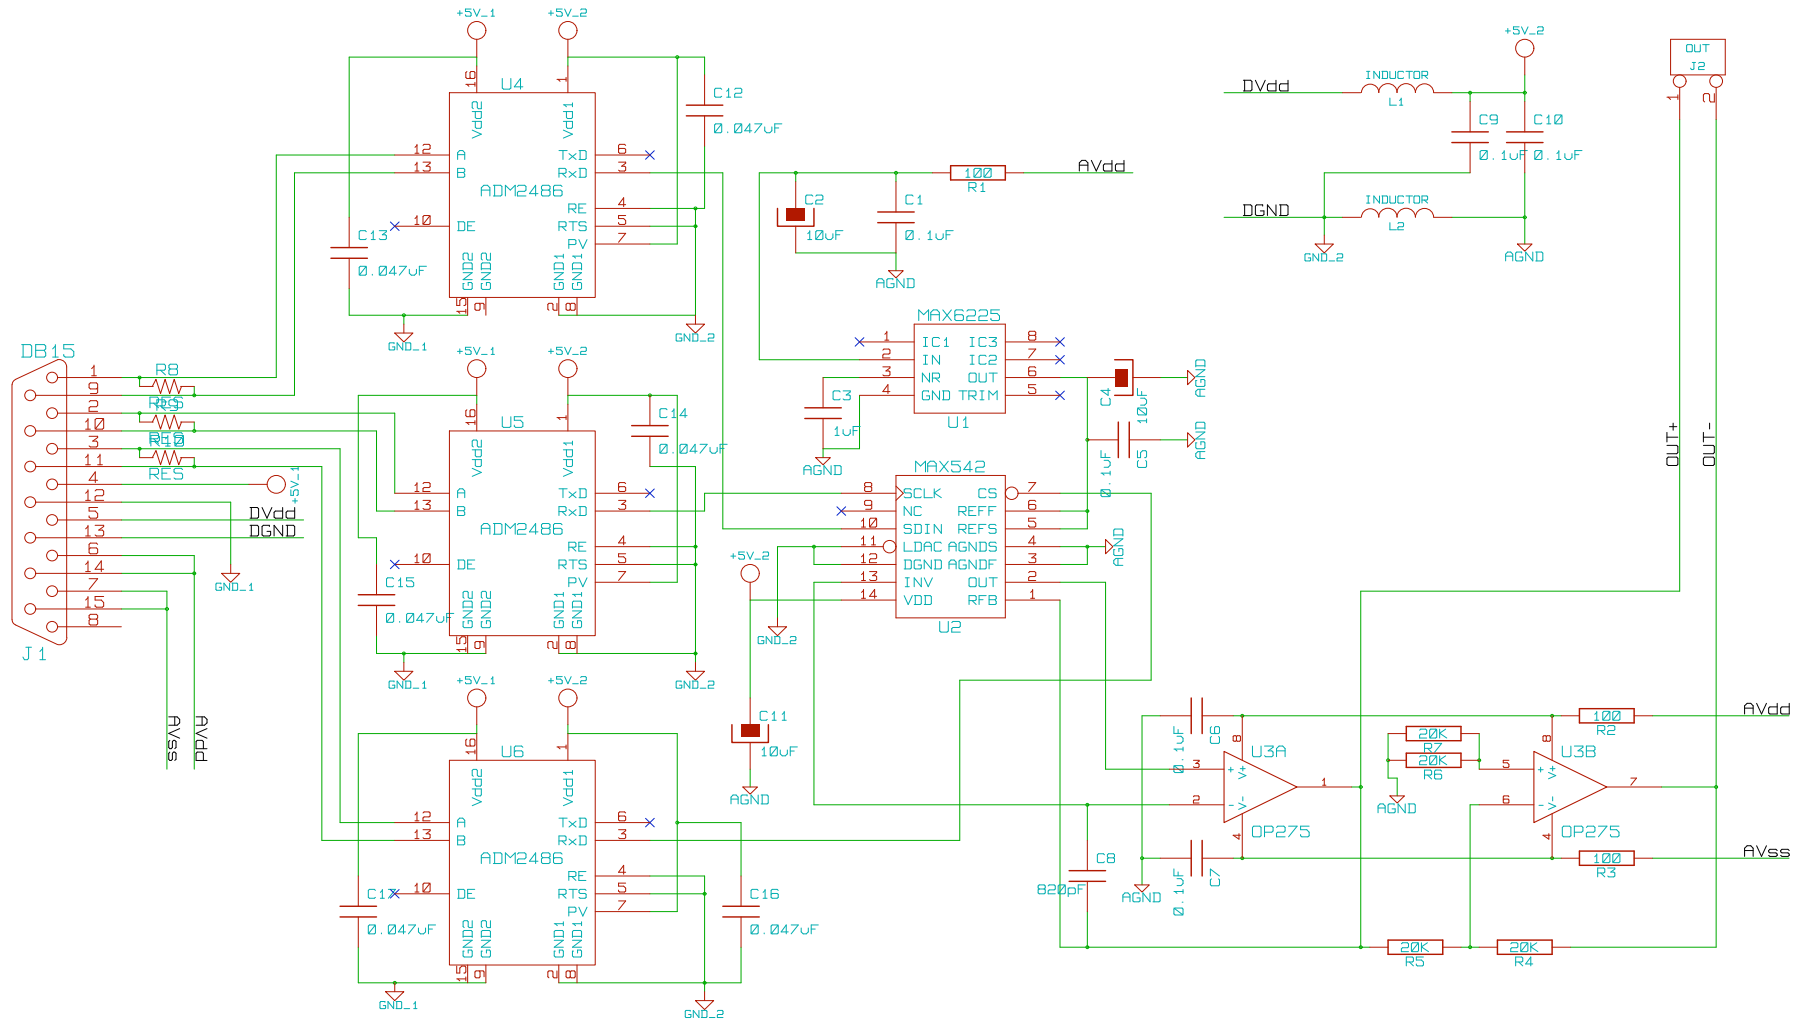 +5V_1
+5V_2
U4
16
1
Vdd2
Vdd1
12
A
13
B
TxD
6
RxD
3
ADM2486
RE
4
10
DE
RTS
5
PV
7
GND2
GND2
GND1
GND1
15
9
2
8
C12
0.047uF
C13
0.047uF
GND_1
GND_2
+5V_1
+5V_2
U5
16
1
Vdd2
Vdd1
12
A
13
B
TxD
6
RxD
3
ADM2486
RE
4
10
DE
RTS
5
PV
7
GND2
GND2
GND1
GND1
15
9
2
8
C14
0.047uF
C15
0.047uF
GND_1
GND_2
+5V_1
+5V_2
U6
16
1
Vdd2
Vdd1
12
A
13
B
TxD
6
RxD
3
ADM2486
RE
4
10
DE
RTS
5
PV
7
GND2
GND2
GND1
GND1
15
9
2
8
C17
0.047uF
C16
0.047uF
GND_1
GND_2
DB15
1
9
2
10
3
11
4
12
5
13
6
14
7
15
8
J1
R8
RES
R9
RES
R10
RES
+5V_1
DVdd
DGND
GND_1
AVss
AVdd
AVdd
100
R1
C2
10uF
C1
0.1uF
AGND
MAX6225
1
IC1
2
IN
3
NR
4
GND
IC3
8
IC2
7
OUT
6
TRIM
5
U1
C3
1uF
AGND
C4
10uF
AGND
C5
0.1uF
AGND
MAX542
8
SCLK
9
NC
10
SDIN
11
LDAC
12
DGND
13
INV
14
VDD
CS
7
REFF
6
REFS
5
AGNDS
4
AGNDF
3
OUT
2
RFB
1
U2
AGND
+5V_2
GND_2
C11
10uF
AGND
DVdd
INDUCTOR
L1
+5V_2
C9
0.1uF
C10
0.1uF
DGND
INDUCTOR
L2
GND_2
AGND
OUT
J2
1
2
OUT+
OUT-
C6
0.1uF
8
U3A
3
+
V+
2
-
V-
1
4
OP275
C7
0.1uF
AGND
C8
820pF
20K
R7
20K
R6
AGND
8
U3B
5
+
V+
6
-
V-
7
4
OP275
100
R2
AVdd
100
R3
AVss
20K
R5
20K
R4